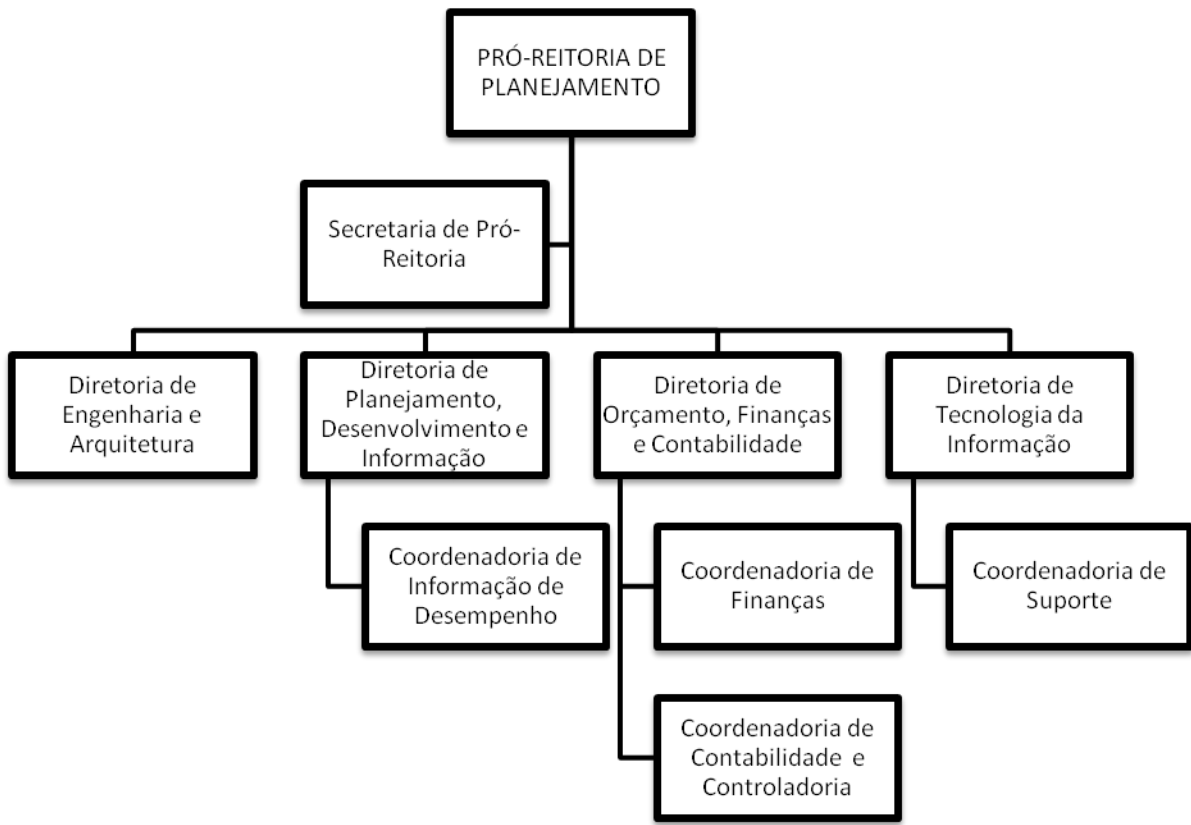 PRÓ-REITORIA DE
PLANEJAMENTO
Secretaria de Pró-
Reitoria
Diretoria de
Engenharia e
Arquitetura
Diretoria de
Planejamento,
Desenvolvimento e
Informação
Diretoria de
Orçamento, Finanças
e Contabilidade
Diretoria de
Tecnologia da
Informação
Coordenadoria de
Informação de
Desempenho
Coordenadoria de
Finanças
Coordenadoria de
Suporte
Coordenadoria de
Contabilidade e
Controladoria